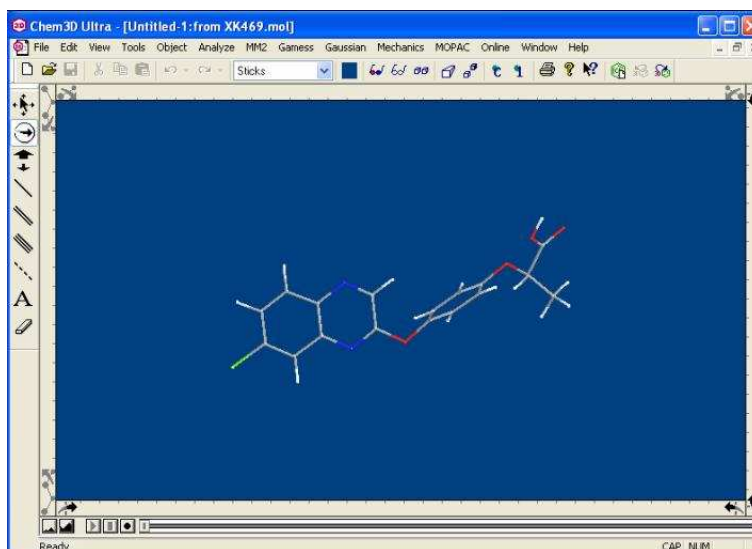 Chem3D Ultra - [Untitled-1:from XK469.mol]
File Edit View Tools Object Analyze MM2 Gamess Gaussian Mechanics MOPAC Online Window Help
Sticks
A
Ready
CAP NUM